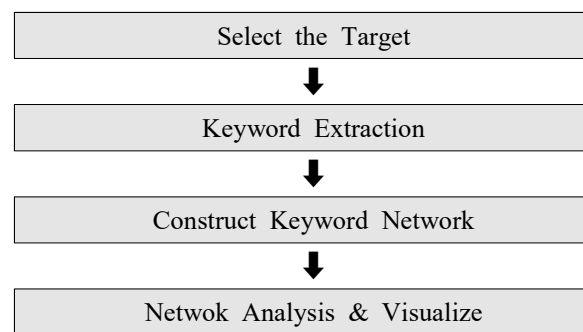 Select the Target
Keyword Extraction
Construct Keyword Network
Netwok Analysis & Visualize